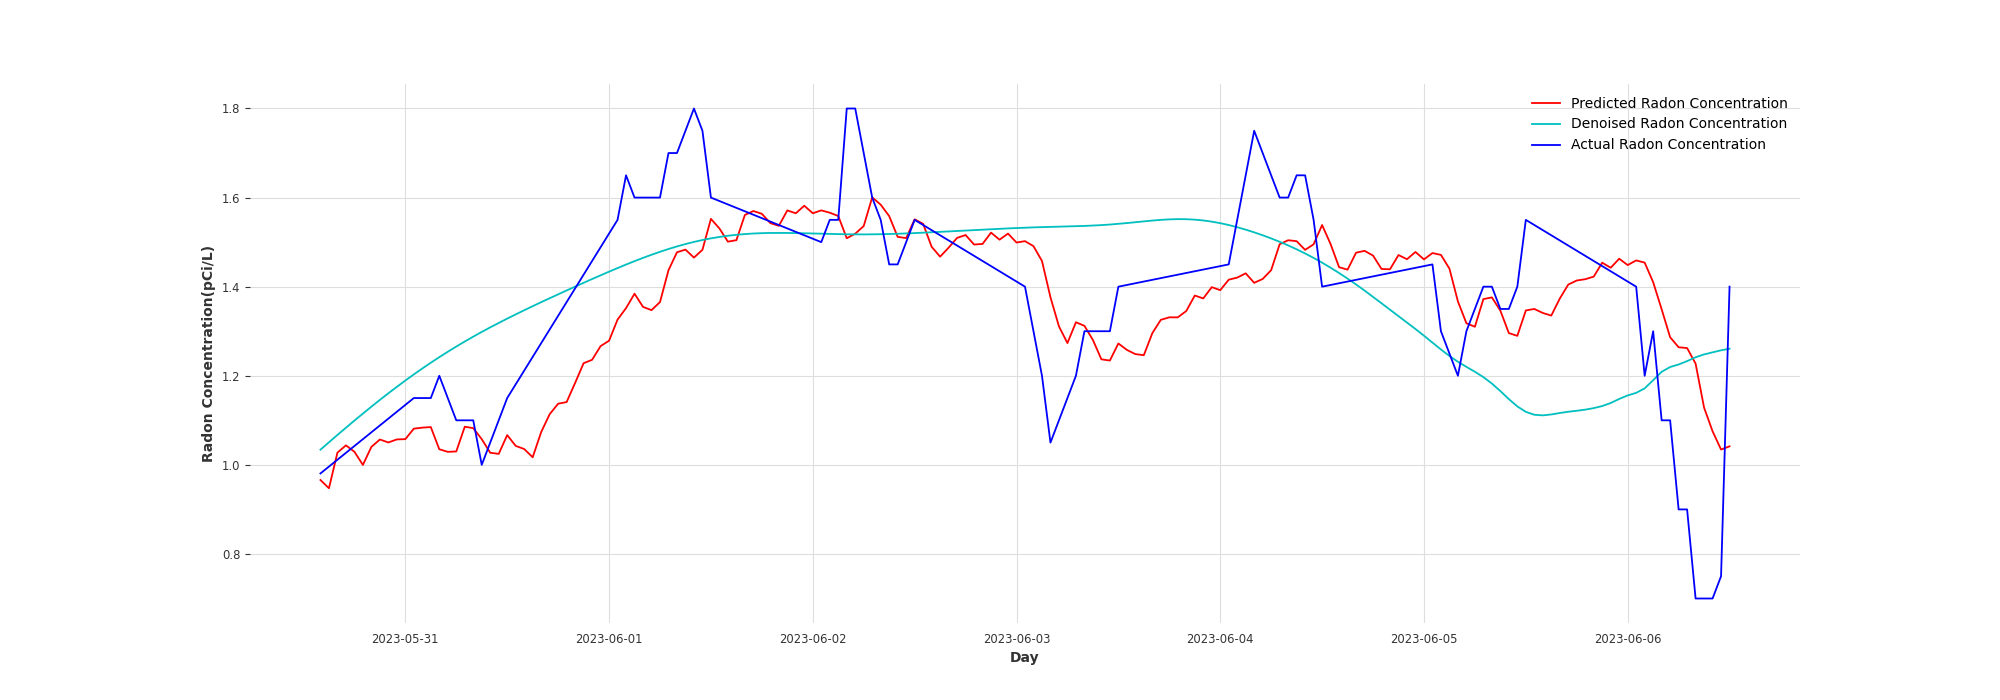 Predicted Radon Concentration
Denoised Radon Concentration
Actual Radon Concentration
Radon Concentration(pCi/L)
1.8
1.6
1.4
1.2
1.0
0.8
2023-05-31 2023-06-01 2023-06-02 2023-06-03 2023-06-04 2023-06-05 2023-06-06
Day